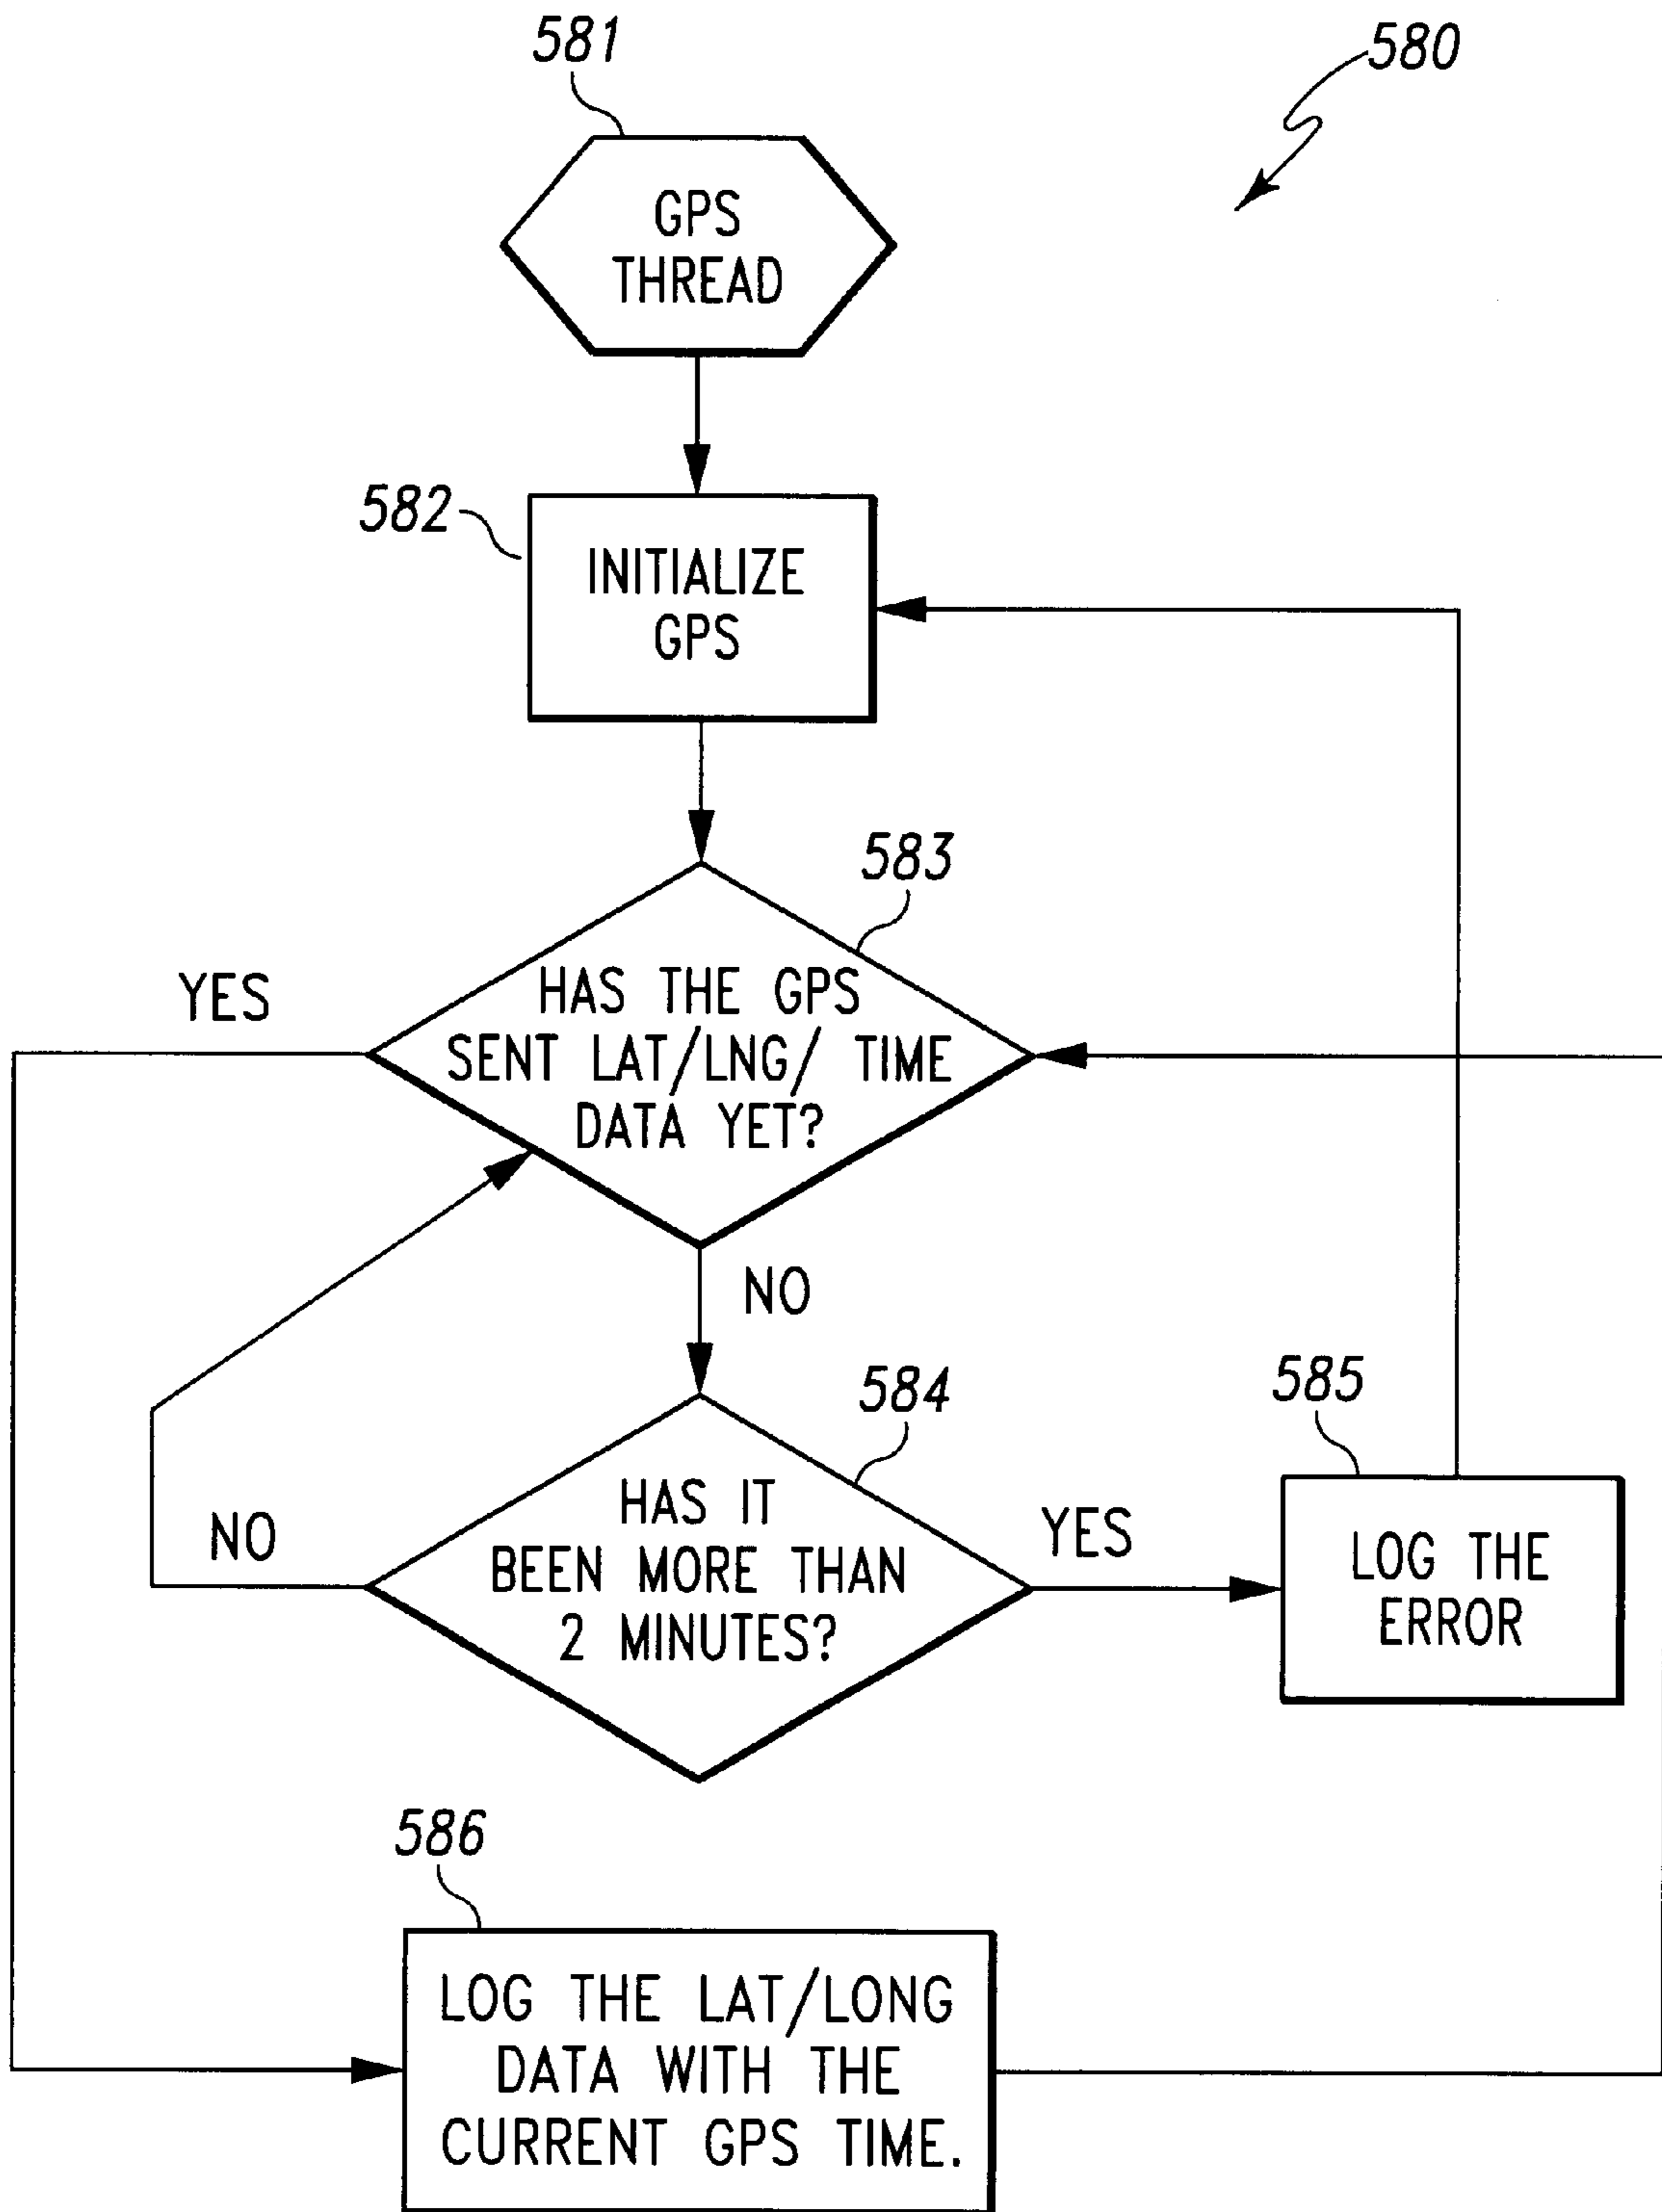 581
580
GPS
THREAD
582
INITIALIZE
GPS
583
YES
HAS THE GPS
SENT LAT/LNG/ TIME
DATA YET?
NO
584
585
HAS IT
BEEN MORE THAN
2 MINUTES?
NO
YES
LOG THE
ERROR
586
LOG THE LAT/LONG
DATA WITH THE
CURRENT GPS TIME.